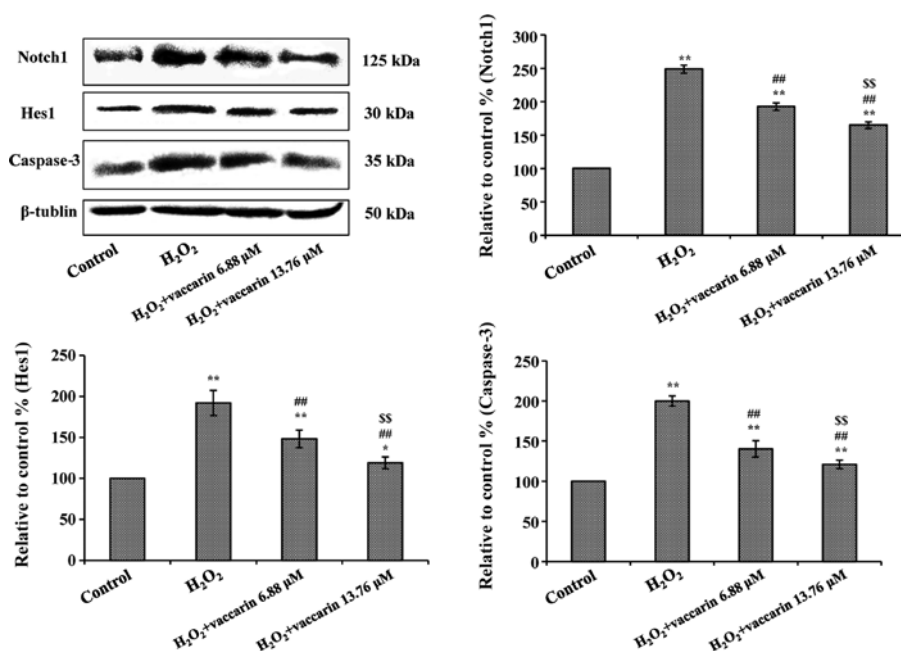 Notch1
125 kDa
Hes1
30 kDa
Caspase-3
35 kDa
β-tublin
50 kDa
Control
H₂O₂
H₂O₂+vaccarin 6.88 μM
H₂O₂+vaccarin 13.76 μM
Relative to control % (Notch1)
300
250
200
150
100
50
0
**
##
**
$$
##
**
Control
H₂O₂
H₂O₂+vaccarin 6.88 μM
H₂O₂+vaccarin 13.76 μM
Relative to control % (Hes1)
250
200
150
100
50
0
**
##
**
$$
##
*
Control
H₂O₂
H₂O₂+vaccarin 6.88 μM
H₂O₂+vaccarin 13.76 μM
Relative to control % (Caspase-3)
250
200
150
100
50
0
**
##
**
$$
##
**
Control
H₂O₂
H₂O₂+vaccarin 6.88 μM
H₂O₂+vaccarin 13.76 μM